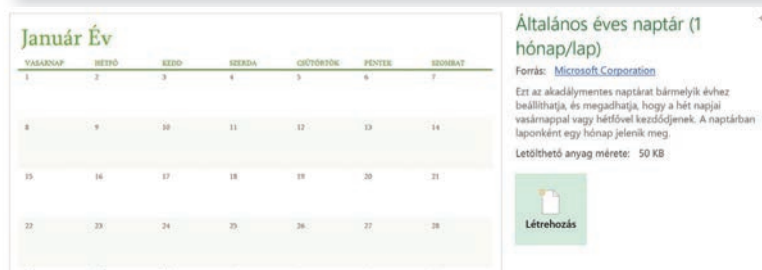 Január Év
VASÁRNAP HÉTFŐ KEDD SZERDA CSÜTÖRTÖK PÉNTEK SZOMBAT
1 2 3 4 5 6 7
8 9 10 11 12 13 14
15 16 17 18 19 20 21
22 23 24 25 26 27 28
Általános éves naptár (1
hónap/lap)
Forrás: Microsoft Corporation
Ezt az akadálymentes naptárat bármelyik évhez
beállíthatja, és megadhatja, hogy a hét napjai
vasárnappal vagy hétfővel kezdődjenek. A naptárban
laponként egy hónap jelenik meg.
Letölthető anyag mérete: 50 KB
Létrehozás